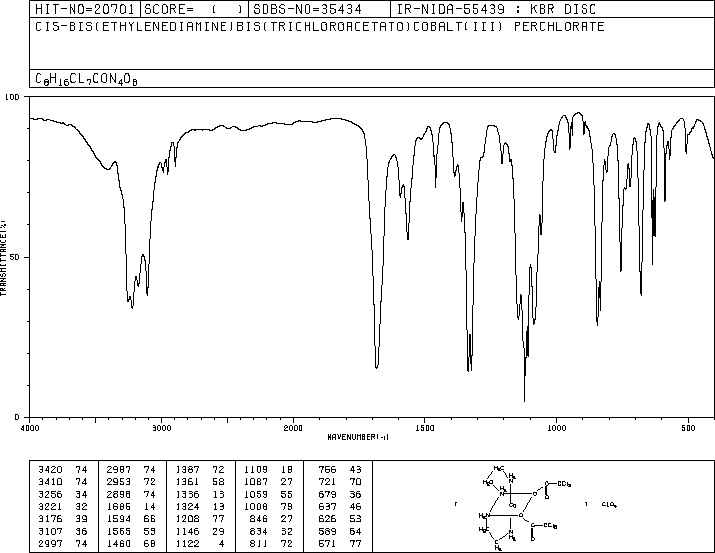 HIT-NO=20701 SCORE= ( ) SDBS-NO=35434 IR-NIDA-55439 : KBR DISC
CIS-BIS(ETHYLENEDIAMINE)BIS(TRICHLOROACETATO)COBALT(III) PERCHLORATE
C8H16CL7CON4O8
100
50
0
TRANSMITTANCE(%)
4000 3000 2000 1500 1000 500
WAVENUMBER(-1)
3420 74 2987 74 1387 72 1109 18 756 43
3410 74 2953 72 1361 58 1087 27 721 70
3256 34 2898 74 1336 13 1059 55 679 36
3221 32 1685 14 1324 13 1008 79 637 46
3176 39 1594 66 1208 77 846 27 626 53
3107 36 1565 53 1146 29 834 32 589 64
2997 74 1460 68 1122 4 811 72 571 77